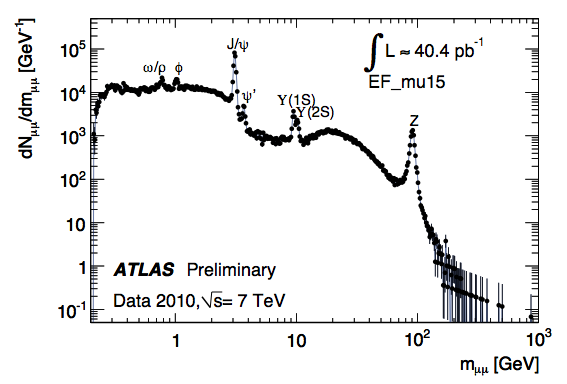 dN_μμ/dm_μμ [GeV⁻¹]
10⁵
10⁴
10³
10²
10
1
10⁻¹
ω/ρ
ϕ
J/ψ
ψ'
Υ(1S)
Υ(2S)
Z
∫ L ≈ 40.4 pb⁻¹
EF_mu15
ATLAS Preliminary
Data 2010, √s= 7 TeV
1
10
10²
10³
m_μμ [GeV]